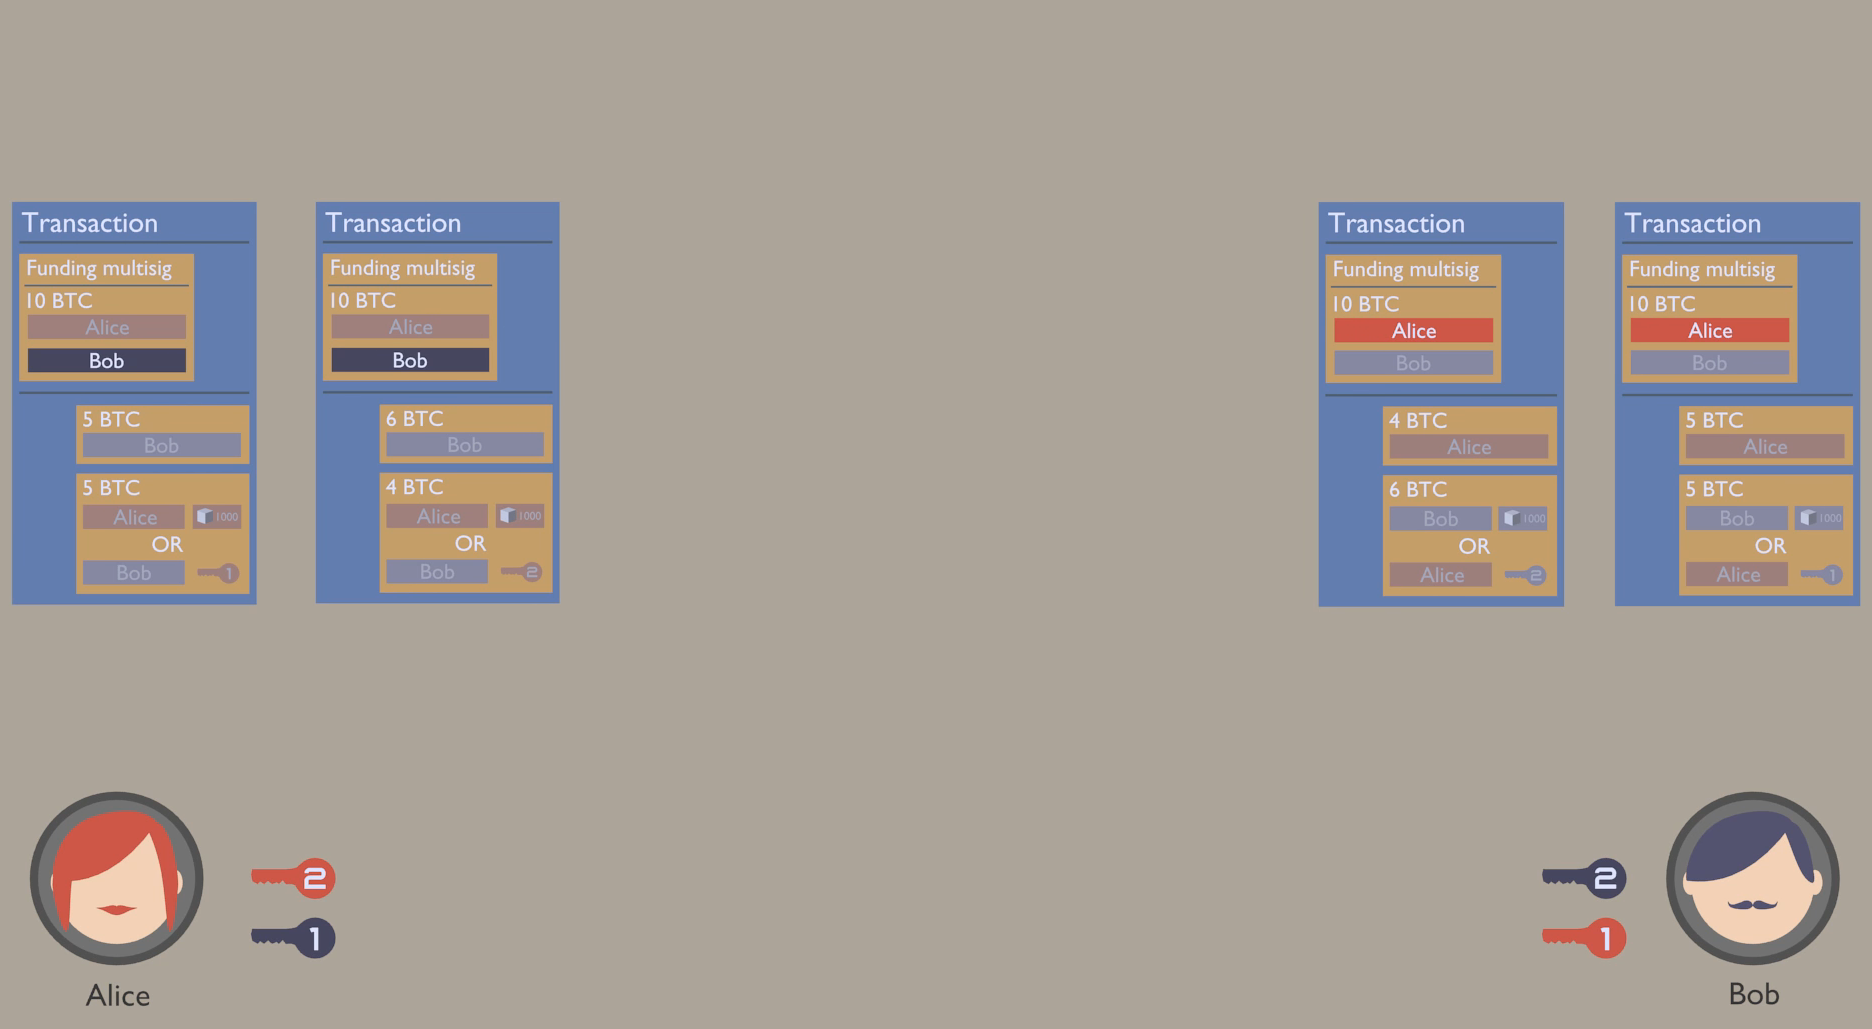 Transaction
Funding multisig
10 BTC
Alice
Bob
5 BTC
Bob
5 BTC
Alice 1000
OR
Bob 1
Transaction
Funding multisig
10 BTC
Alice
Bob
6 BTC
Bob
4 BTC
Alice 1000
OR
Bob 2
Transaction
Funding multisig
10 BTC
Alice
Bob
4 BTC
Alice
6 BTC
Bob 1000
OR
Alice 2
Transaction
Funding multisig
10 BTC
Alice
Bob
5 BTC
Alice
5 BTC
Bob 1000
OR
Alice 1
2
1
Alice
2
1
Bob